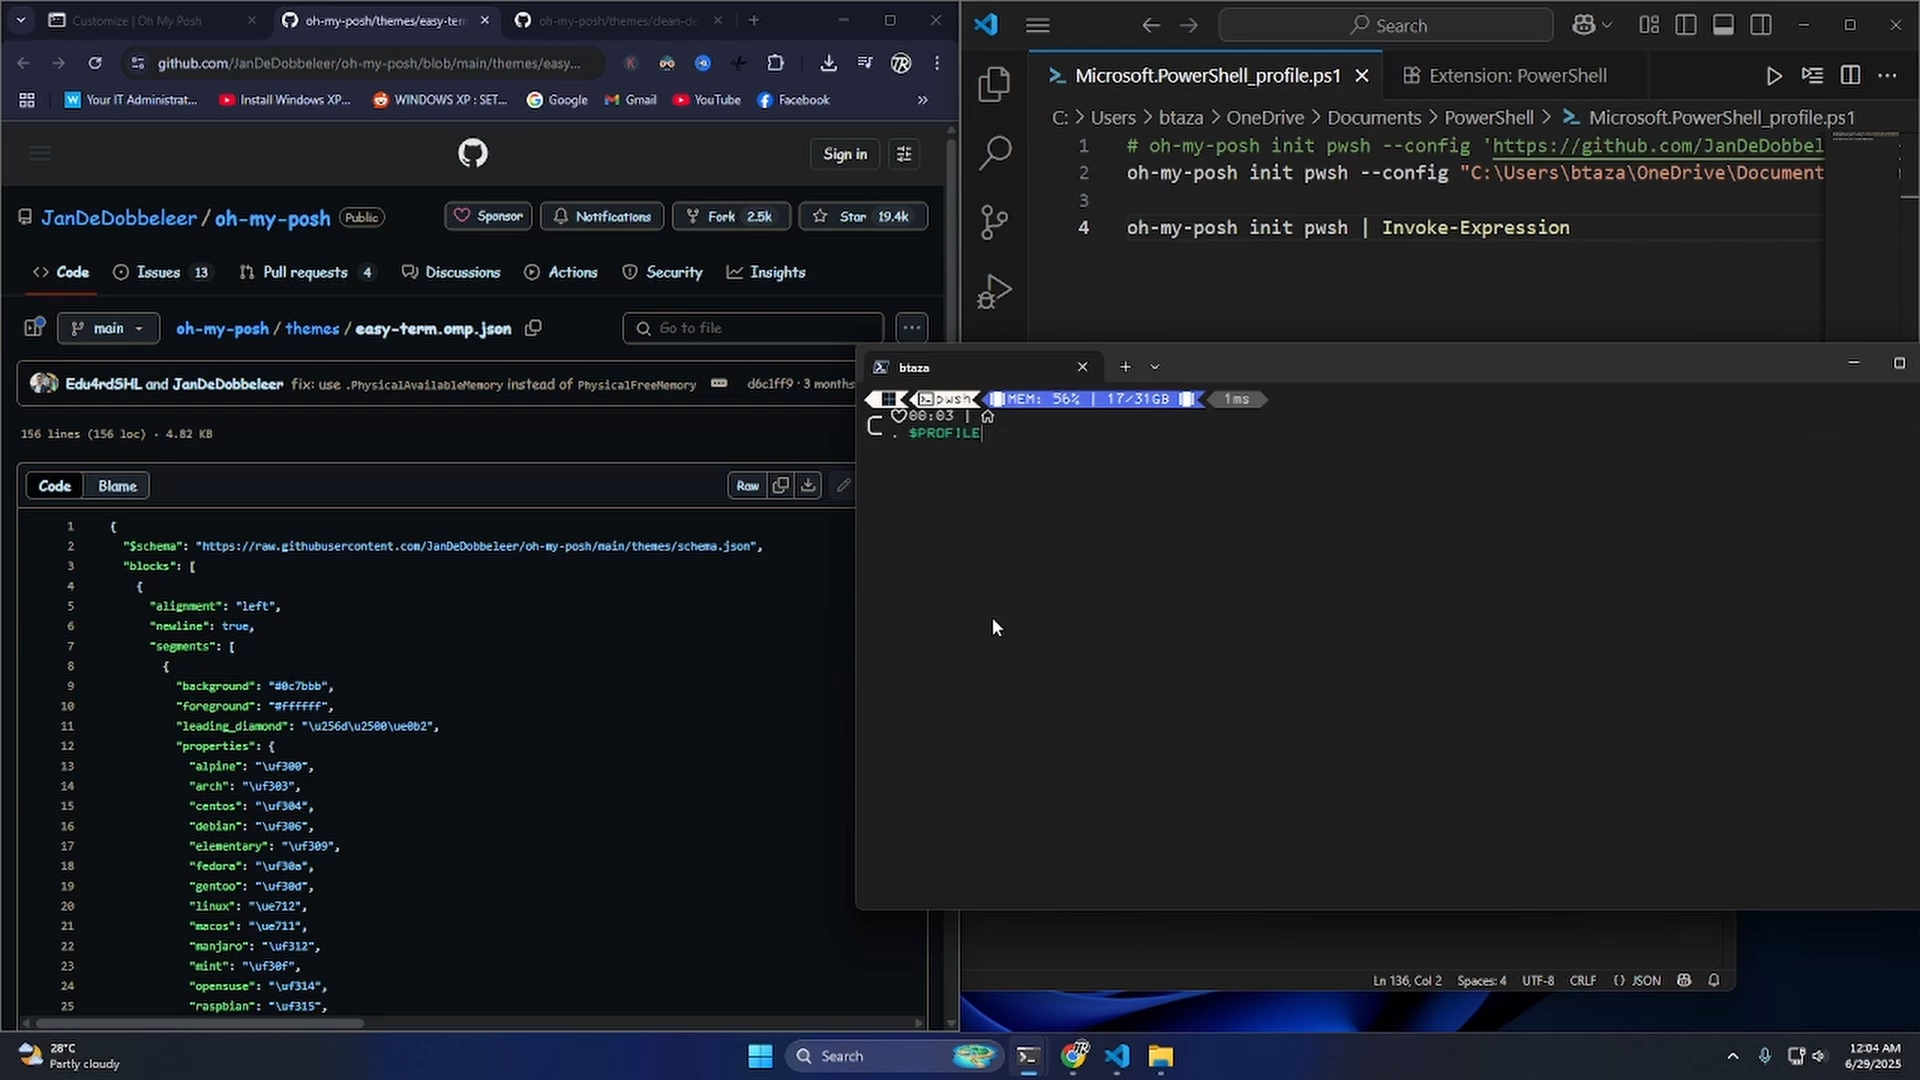 Customize | Oh My Posh
oh-my-posh/themes/easy-ter
oh-my-posh/themes/clean-de
github.com/JanDeDobbeleer/oh-my-posh/blob/main/themes/easy...
Your IT Administrat...
Install Windows XP...
WINDOWS XP : SET...
Google
Gmail
YouTube
Facebook
Sign in
JanDeDobbeleer / oh-my-posh
Public
Sponsor
Notifications
Fork 2.5k
Star 19.4k
Code
Issues 13
Pull requests 4
Discussions
Actions
Security
Insights
main
oh-my-posh / themes / easy-term.omp.json
Go to file
Edu4rdSHL and JanDeDobbeleer fix: use .PhysicalAvailableMemory instead of PhysicalFreeMemory
d6c1ff9 · 3 months
156 lines (156 loc) · 4.82 KB
Code
Blame
Raw
1 {
2 "$schema": "https://raw.githubusercontent.com/JanDeDobbeleer/oh-my-posh/main/themes/schema.json",
3 "blocks": [
4 {
5 "alignment": "left",
6 "newline": true,
7 "segments": [
8 {
9 "background": "#0c7bbb",
10 "foreground": "#ffffff",
11 "leading_diamond": "\u256d\u2500\ue0b2",
12 "properties": {
13 "alpine": "\uf300",
14 "arch": "\uf303",
15 "centos": "\uf304",
16 "debian": "\uf306",
17 "elementary": "\uf309",
18 "fedora": "\uf30a",
19 "gentoo": "\uf30d",
20 "linux": "\ue712",
21 "macos": "\ue711",
22 "manjaro": "\uf312",
23 "mint": "\uf30f",
24 "opensuse": "\uf314",
25 "raspbian": "\uf315",
Search
Microsoft.PowerShell_profile.ps1
Extension: PowerShell
C: > Users > btaza > OneDrive > Documents > PowerShell > Microsoft.PowerShell_profile.ps1
1 # oh-my-posh init pwsh --config 'https://github.com/JanDeDobbel
2 oh-my-posh init pwsh --config "C:\Users\btaza\OneDrive\Document
3
4 oh-my-posh init pwsh | Invoke-Expression
btaza
pwsh MEM: 56% | 17/31GB 1ms
00:03 |
. $PROFILE
Ln 136, Col 2
Spaces: 4
UTF-8
CRLF
{} JSON
28°C
Partly cloudy
Search
12:04 AM
6/29/2025